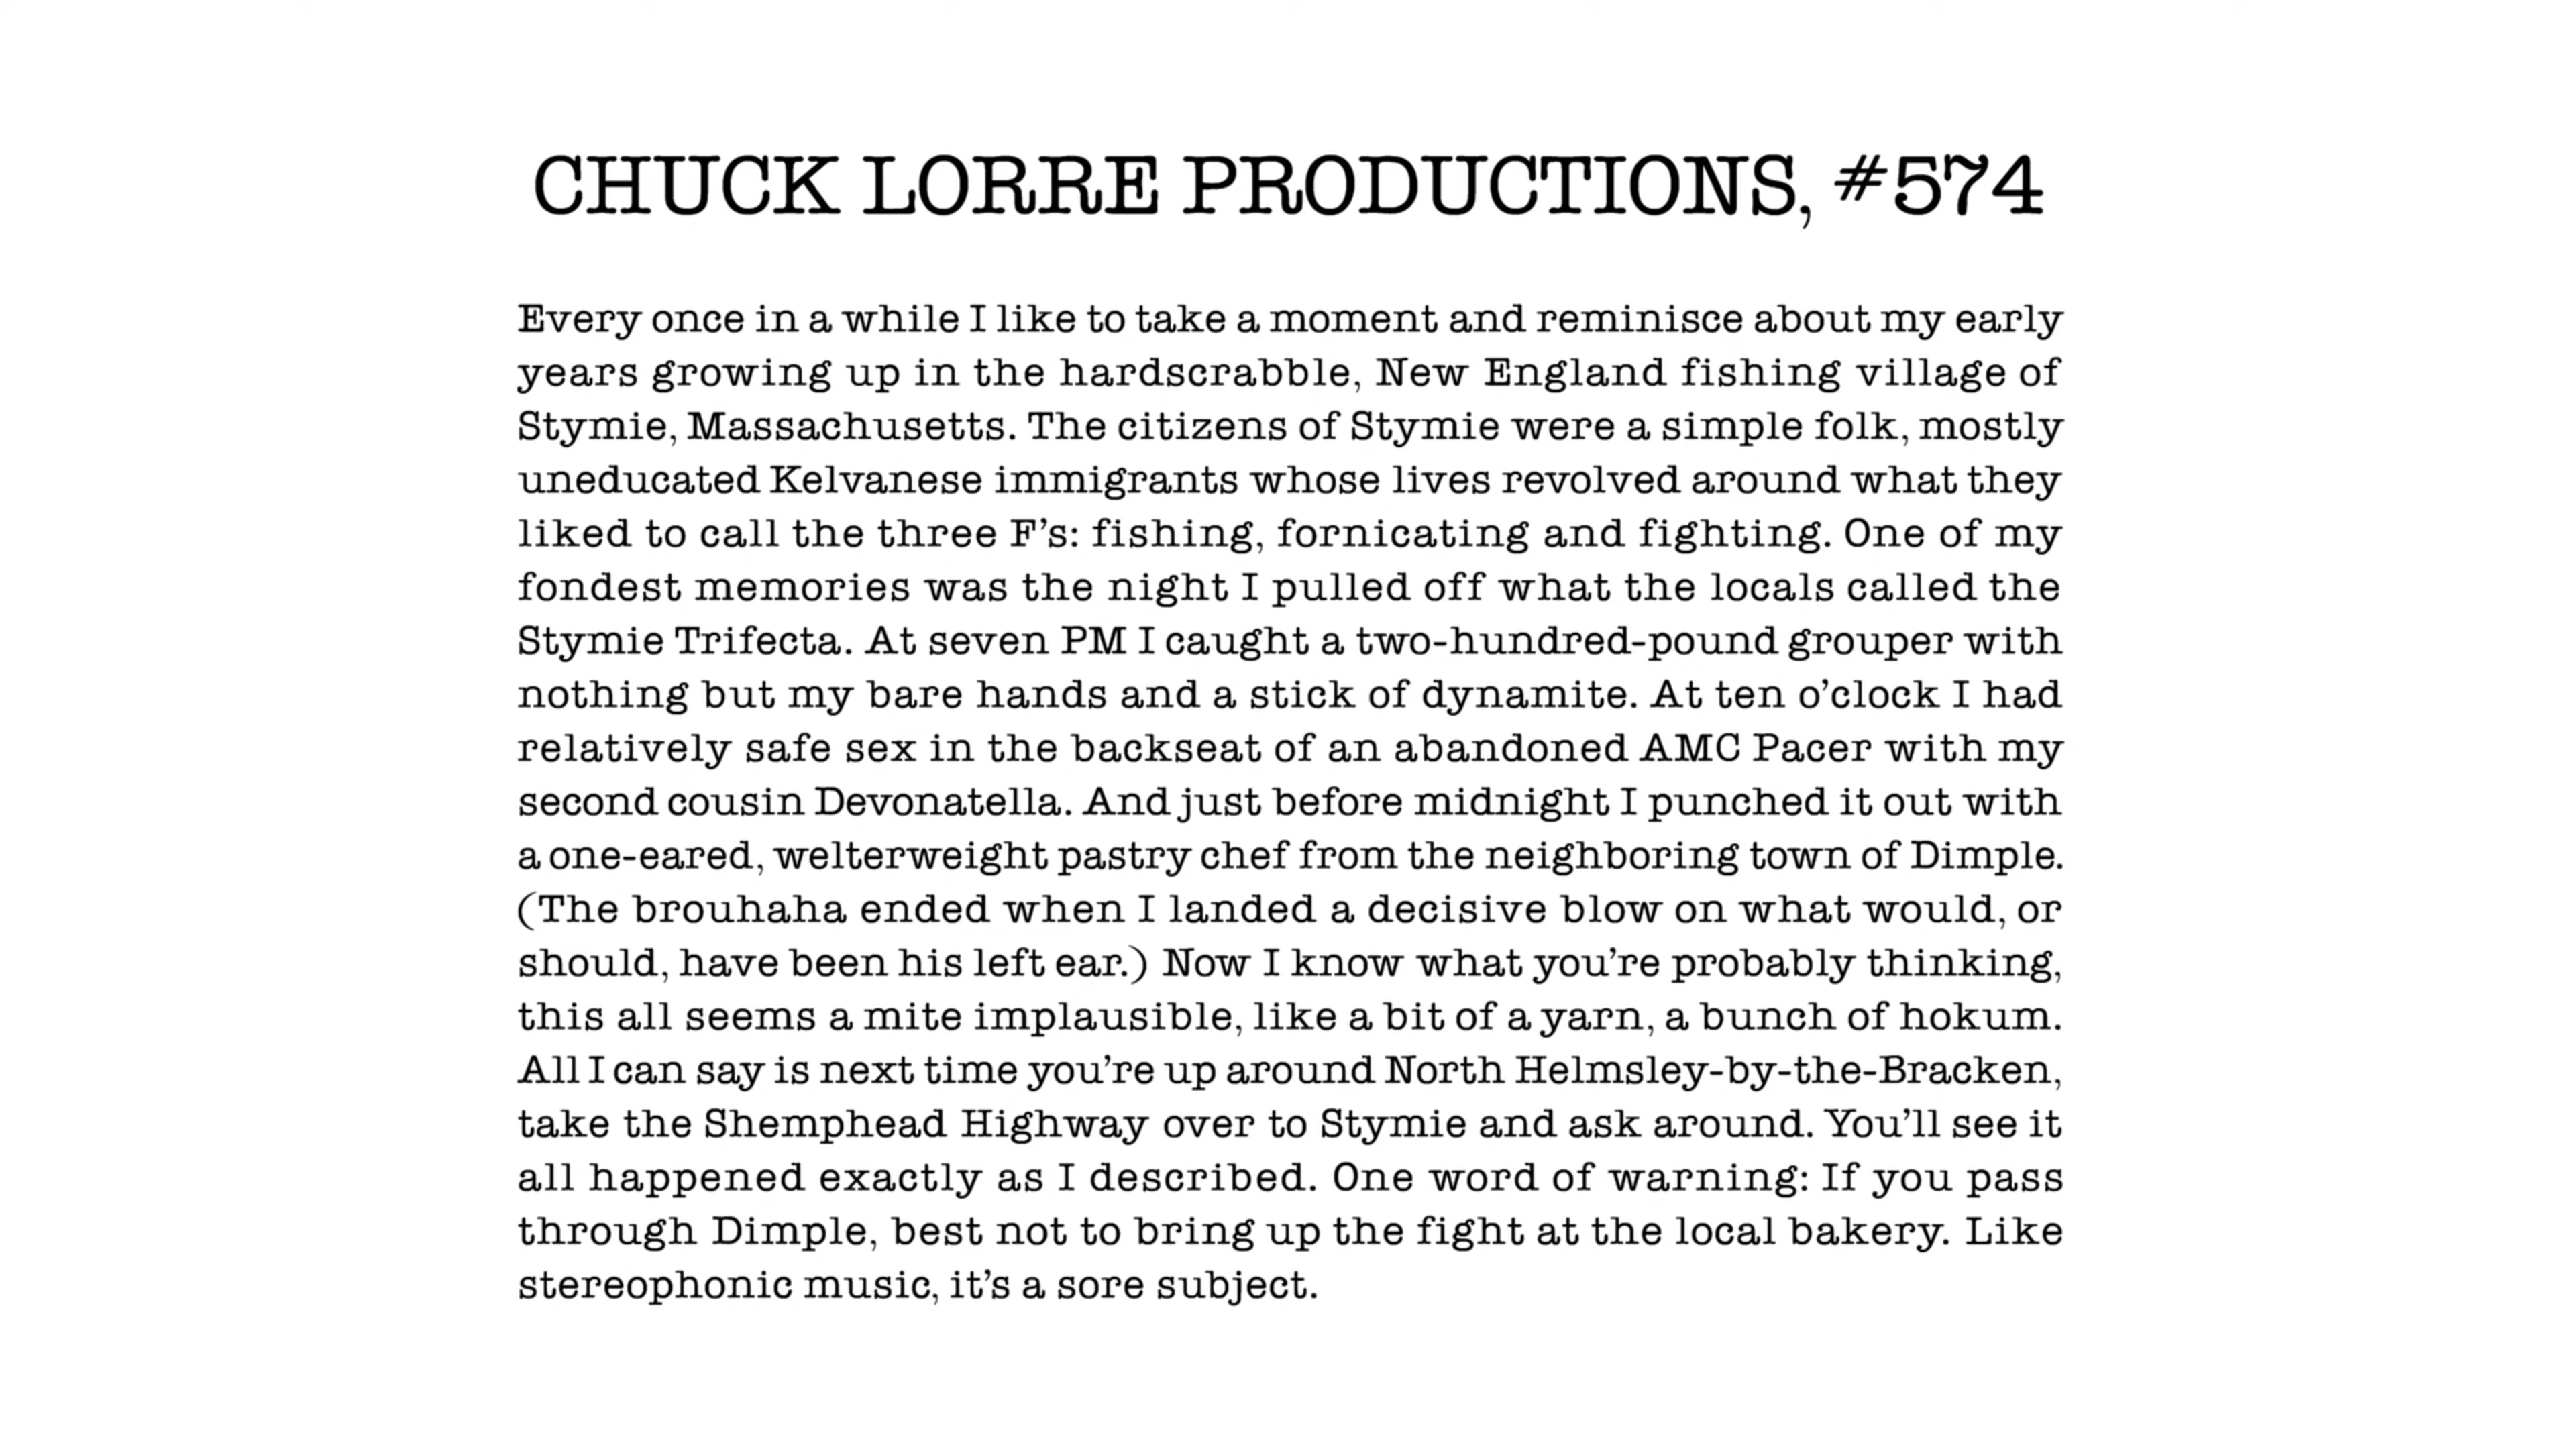 CHUCK LORRE PRODUCTIONS, #574
Every once in a while I like to take a moment and reminisce about my early
years growing up in the hardscrabble, New England fishing village of
Stymie, Massachusetts. The citizens of Stymie were a simple folk, mostly
uneducated Kelvanese immigrants whose lives revolved around what they
liked to call the three F’s: fishing, fornicating and fighting. One of my
fondest memories was the night I pulled off what the locals called the
Stymie Trifecta. At seven PM I caught a two-hundred-pound grouper with
nothing but my bare hands and a stick of dynamite. At ten o’clock I had
relatively safe sex in the backseat of an abandoned AMC Pacer with my
second cousin Devonatella. And just before midnight I punched it out with
a one-eared, welterweight pastry chef from the neighboring town of Dimple.
(The brouhaha ended when I landed a decisive blow on what would, or
should, have been his left ear.) Now I know what you’re probably thinking,
this all seems a mite implausible, like a bit of a yarn, a bunch of hokum.
All I can say is next time you’re up around North Helmsley-by-the-Bracken,
take the Shemphead Highway over to Stymie and ask around. You’ll see it
all happened exactly as I described. One word of warning: If you pass
through Dimple, best not to bring up the fight at the local bakery. Like
stereophonic music, it’s a sore subject.